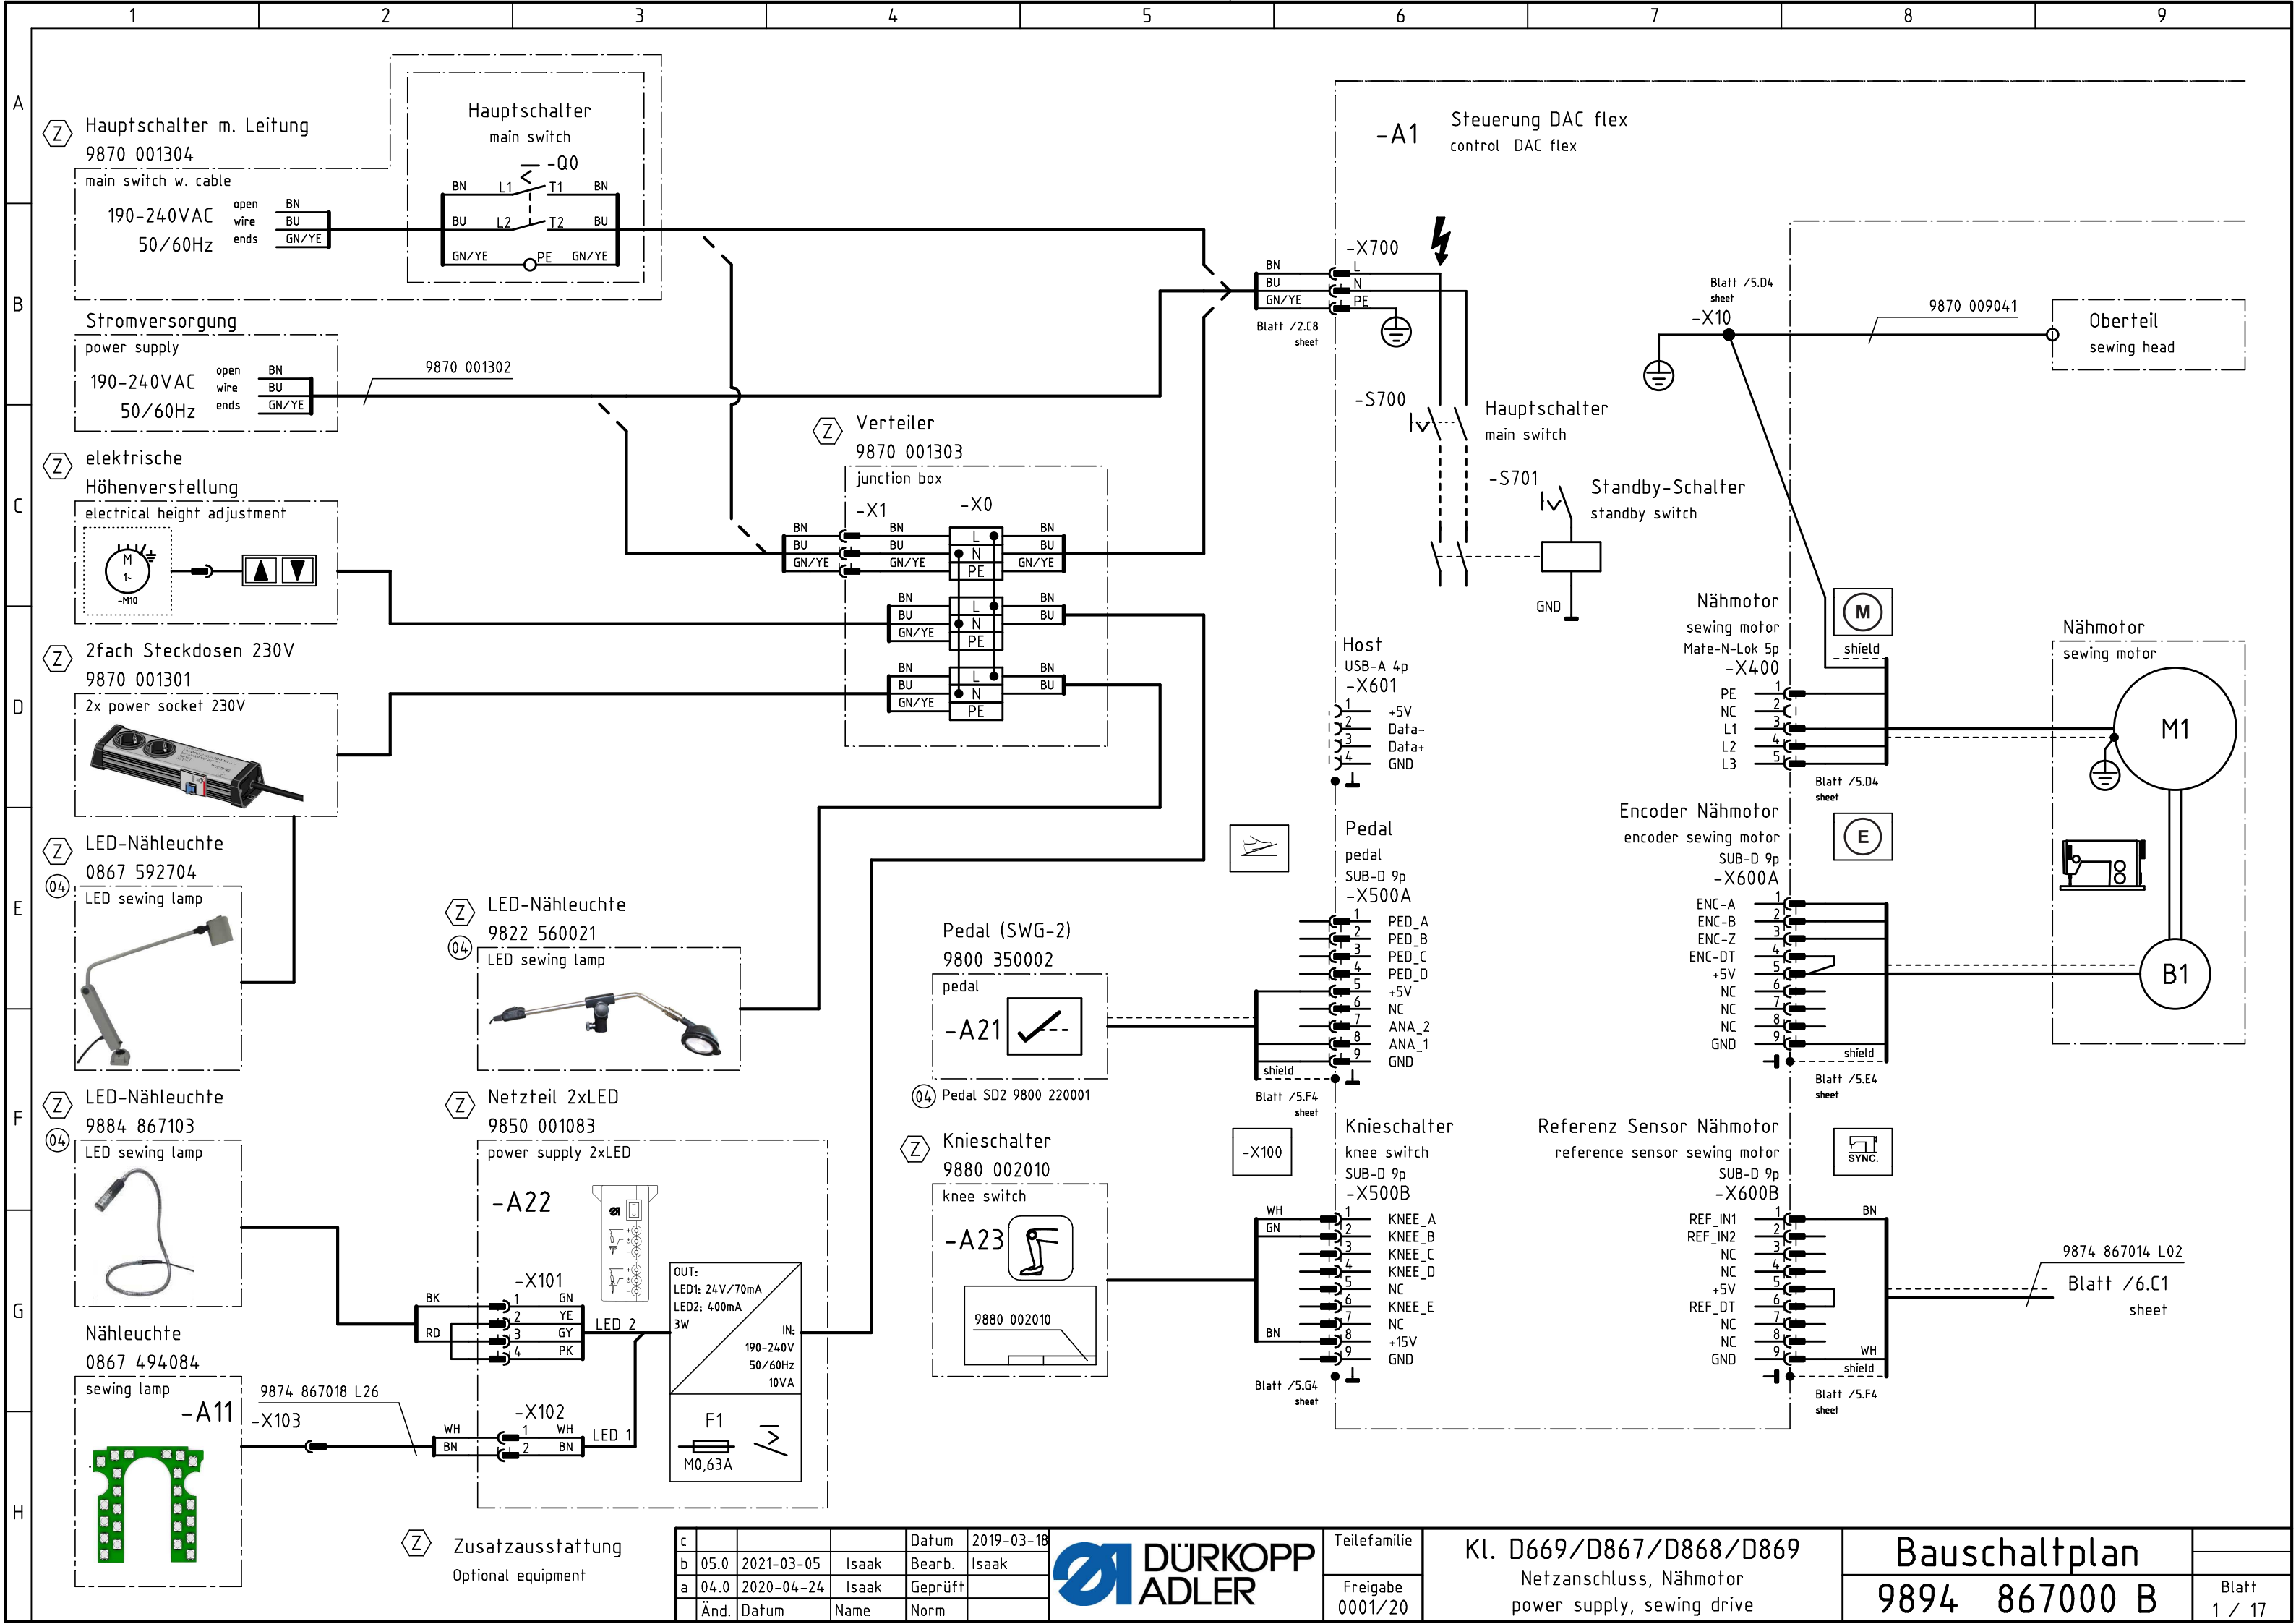 1 2 3 4 5 6 7 8 9
A
B
C
D
E
F
G
H
Z
Hauptschalter m. Leitung
9870 001304
main switch w. cable
190-240VAC
50/60Hz
open
wire
ends
BN
BU
GN/YE
Hauptschalter
main switch
-Q0
BN L1 T1 BN
BU L2 T2 BU
GN/YE PE GN/YE
Stromversorgung
power supply
190-240VAC
50/60Hz
open
wire
ends
BN
BU
GN/YE
9870 001302
Z
elektrische
Höhenverstellung
electrical height adjustment
M
1~
-M10
Z
2fach Steckdosen 230V
9870 001301
2x power socket 230V
Z
04
LED-Nähleuchte
0867 592704
LED sewing lamp
Z
04
LED-Nähleuchte
9884 867103
LED sewing lamp
Nähleuchte
0867 494084
sewing lamp
-A11
-X103
9874 867018 L26
Z
Verteiler
9870 001303
junction box
-X1
-X0
BN BN L BN
BU BU N BU
GN/YE GN/YE PE GN/YE
BN L BN
BU N BU
GN/YE PE
BN L BN
BU N BU
GN/YE PE
Z
04
LED-Nähleuchte
9822 560021
LED sewing lamp
Z
Netzteil 2xLED
9850 001083
power supply 2xLED
-A22
-X101
BK 1 GN
2 YE
RD 3 GY
4 PK
LED 2
-X102
WH 1 WH
BN 2 BN
LED 1
OUT:
LED1: 24V/70mA
LED2: 400mA
3W
IN:
190-240V
50/60Hz
10VA
F1
M0,63A
Pedal (SWG-2)
9800 350002
pedal
-A21
04 Pedal SD2 9800 220001
Z
Knieschalter
9880 002010
knee switch
-A23
9880 002010
-A1
Steuerung DAC flex
control DAC flex
-X700
BN L
BU N
GN/YE PE
Blatt /2.C8
sheet
-S700
Hauptschalter
main switch
-S701
Standby-Schalter
standby switch
GND
Host
USB-A 4p
-X601
1 +5V
2 Data-
3 Data+
4 GND
Pedal
pedal
SUB-D 9p
-X500A
1 PED_A
2 PED_B
3 PED_C
4 PED_D
5 +5V
6 NC
7 ANA_2
8 ANA_1
9 GND
shield
Blatt /5.F4
sheet
-X100
Knieschalter
knee switch
SUB-D 9p
-X500B
WH 1 KNEE_A
GN 2 KNEE_B
3 KNEE_C
4 KNEE_D
5 NC
6 KNEE_E
7 NC
BN 8 +15V
9 GND
Blatt /5.G4
sheet
Blatt /5.D4
sheet
-X10
9870 009041
Oberteil
sewing head
Nähmotor
sewing motor
Mate-N-Lok 5p
-X400
M
shield
PE 1
NC 2
L1 3
L2 4
L3 5
Blatt /5.D4
sheet
Nähmotor
sewing motor
M1
B1
Encoder Nähmotor
encoder sewing motor
SUB-D 9p
-X600A
E
ENC-A 1
ENC-B 2
ENC-Z 3
ENC-DT 4
+5V 5
NC 6
NC 7
NC 8
GND 9
shield
Blatt /5.E4
sheet
Referenz Sensor Nähmotor
reference sensor sewing motor
SUB-D 9p
-X600B
SYNC.
REF_IN1 1 BN
REF_IN2 2
NC 3
NC 4
+5V 5
REF_DT 6
NC 7
NC 8
GND 9 WH
shield
Blatt /5.F4
sheet
9874 867014 L02
Blatt /6.C1
sheet
Z
Zusatzausstattung
Optional equipment
c Datum 2019-03-18
b 05.0 2021-03-05 Isaak Bearb. Isaak
a 04.0 2020-04-24 Isaak Geprüft
Änd. Datum Name Norm
DÜRKOPP
ADLER
Teilefamilie
Freigabe
0001/20
Kl. D669/D867/D868/D869
Netzanschluss, Nähmotor
power supply, sewing drive
Bauschaltplan
9894 867000 B
Blatt
1 / 17